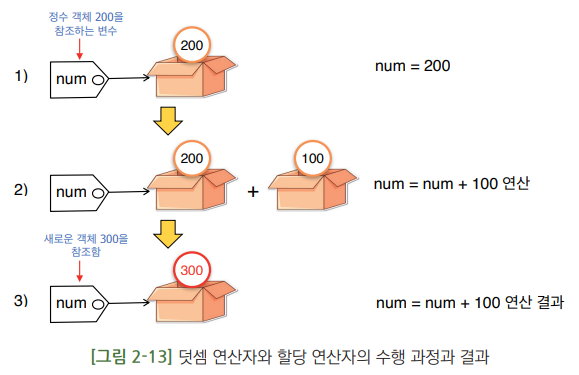 정수 객체 200을
참조하는 변수
1)
num
200
num = 200
2)
num
200
+
100
num = num + 100 연산
새로운 객체 300을
참조함
3)
num
300
num = num + 100 연산 결과
[그림 2-13] 덧셈 연산자와 할당 연산자의 수행 과정과 결과